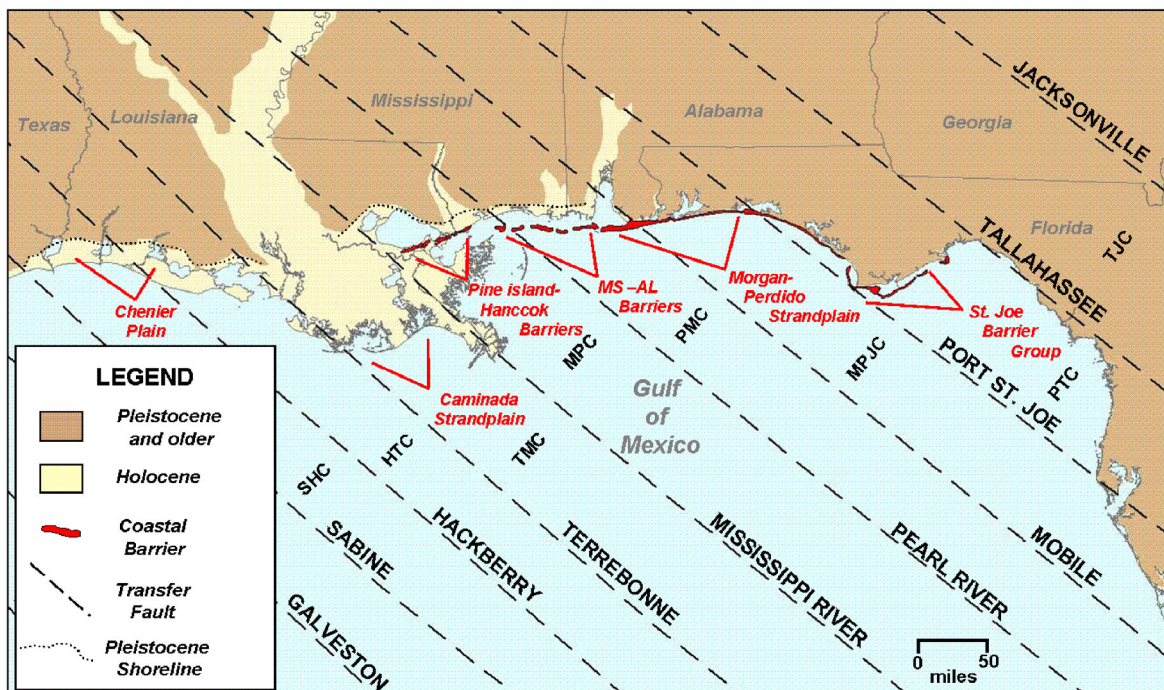 JACKSONVILLE
Mississippi
Alabama
Georgia
Texas
Louisiana
TALLAHASSEE
Florida
TJC
Chenier
Plain
Pine island-
Hanccok
Barriers
MS –AL
Barriers
Morgan-
Perdido
Strandplain
St. Joe
Barrier
Group
MPC
PMC
MPJC
PORT ST. JOE
PTC
Caminada
Strandplain
Gulf
of
Mexico
HTC
TMC
SHC
SABINE
HACKBERRY
TERREBONNE
MISSISSIPPI RIVER
PEARL RIVER
MOBILE
GALVESTON
LEGEND
Pleistocene
and older
Holocene
Coastal
Barrier
Transfer
Fault
Pleistocene
Shoreline
0 50
miles